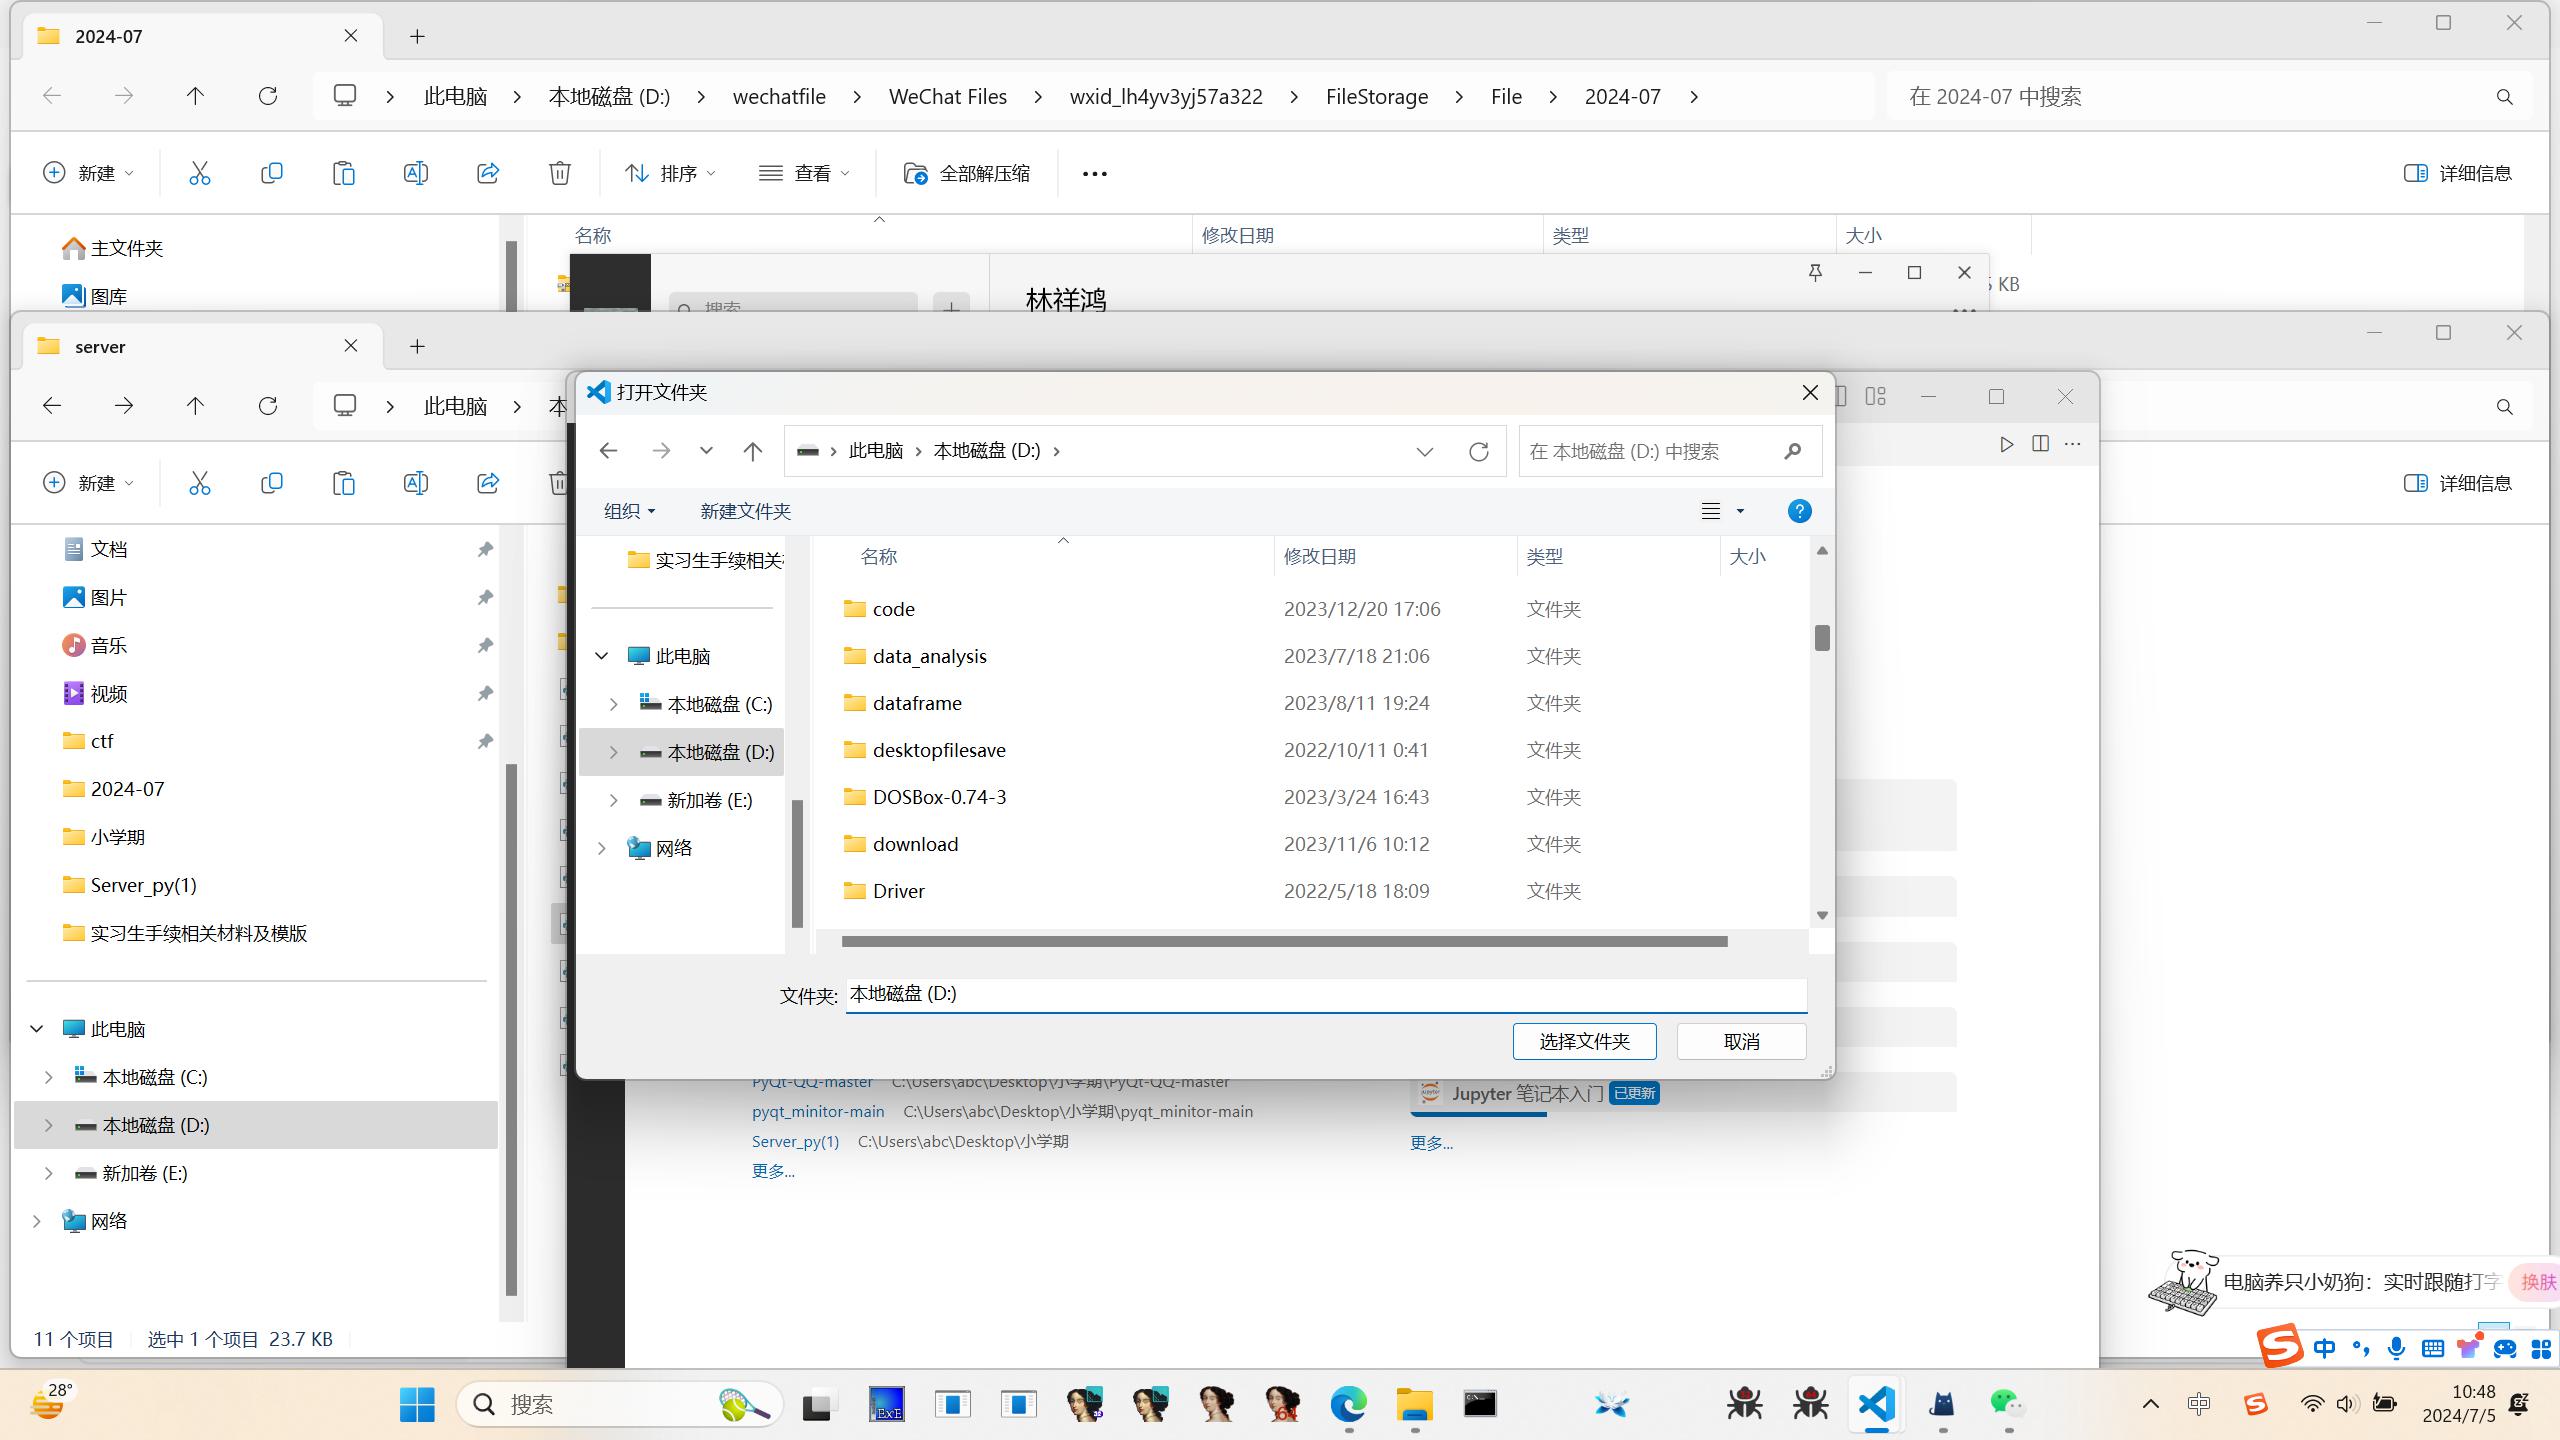 2024-07
此电脑 本地磁盘 (D:) wechatfile WeChat Files wxid_lh4yv3yj57a322 FileStorage File 2024-07
在 2024-07 中搜索
新建 排序 查看 全部解压缩 详细信息
主文件夹
图库
名称 修改日期 类型 大小
KB
搜索
林祥鸿
server
此电脑
新建 详细信息
文档
图片
音乐
视频
ctf
2024-07
小学期
Server_py(1)
实习生手续相关材料及模版
此电脑
本地磁盘 (C:)
本地磁盘 (D:)
新加卷 (E:)
网络
11 个项目 选中 1 个项目 23.7 KB
打开文件夹
此电脑 本地磁盘 (D:)
在 本地磁盘 (D:) 中搜索
组织 新建文件夹
实习生手续相关
此电脑
本地磁盘 (C:)
本地磁盘 (D:)
新加卷 (E:)
网络
名称 修改日期 类型 大小
code 2023/12/20 17:06 文件夹
data_analysis 2023/7/18 21:06 文件夹
dataframe 2023/8/11 19:24 文件夹
desktopfilesave 2022/10/11 0:41 文件夹
DOSBox-0.74-3 2023/3/24 16:43 文件夹
download 2023/11/6 10:12 文件夹
Driver 2022/5/18 18:09 文件夹
文件夹: 本地磁盘 (D:)
选择文件夹 取消
PyQt-QQ-master C:\Users\abc\Desktop\小学期\PyQt-QQ-master
pyqt_minitor-main C:\Users\abc\Desktop\小学期\pyqt_minitor-main
Server_py(1) C:\Users\abc\Desktop\小学期
更多...
Jupyter 笔记本入门 已更新
更多...
电脑养只小奶狗：实时跟随打字 换肤
中
28°
搜索
ExE
64
中
10:48
2024/7/5